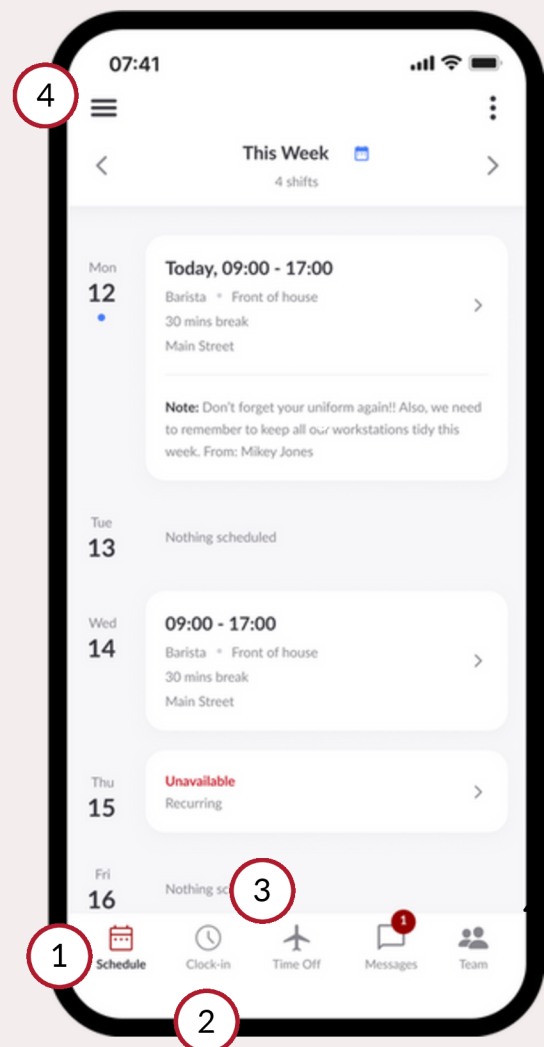 07:41
4
This Week
4 shifts
Mon
12
Today, 09:00 - 17:00
Barista • Front of house
30 mins break
Main Street
Note: Don't forget your uniform again!! Also, we need
to remember to keep all our workstations tidy this
week. From: Mikey Jones
Tue
13
Nothing scheduled
Wed
14
09:00 - 17:00
Barista • Front of house
30 mins break
Main Street
Thu
15
Unavailable
Recurring
Fri
16
Nothing
3
1
1
Schedule
Clock-in
Time Off
Messages
Team
2